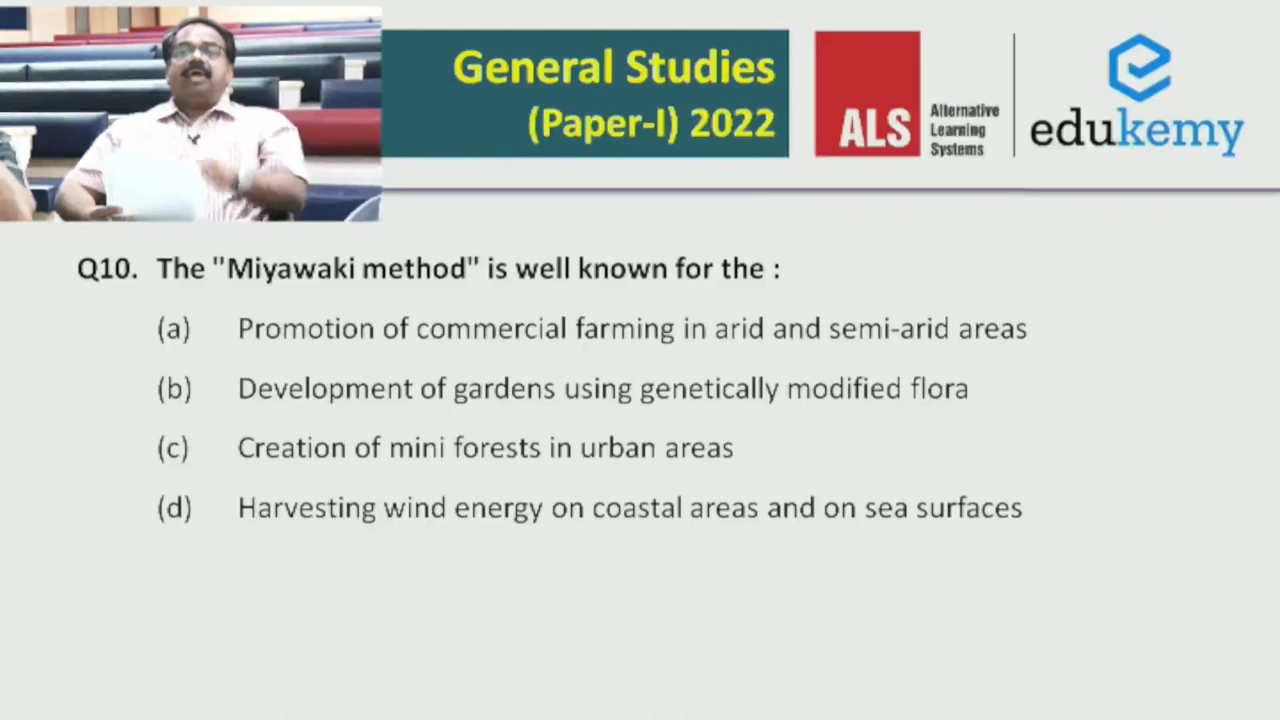 General Studies
(Paper-I) 2022
ALS
Alternative
Learning
Systems
edukemy
Q10. The "Miyawaki method" is well known for the :
(a) Promotion of commercial farming in arid and semi-arid areas
(b) Development of gardens using genetically modified flora
(c) Creation of mini forests in urban areas
(d) Harvesting wind energy on coastal areas and on sea surfaces